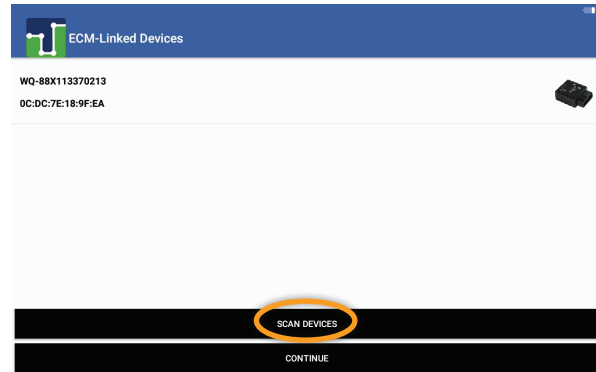 ECM-Linked Devices
WQ-88X113370213
0C:DC:7E:18:9F:EA
SCAN DEVICES
CONTINUE